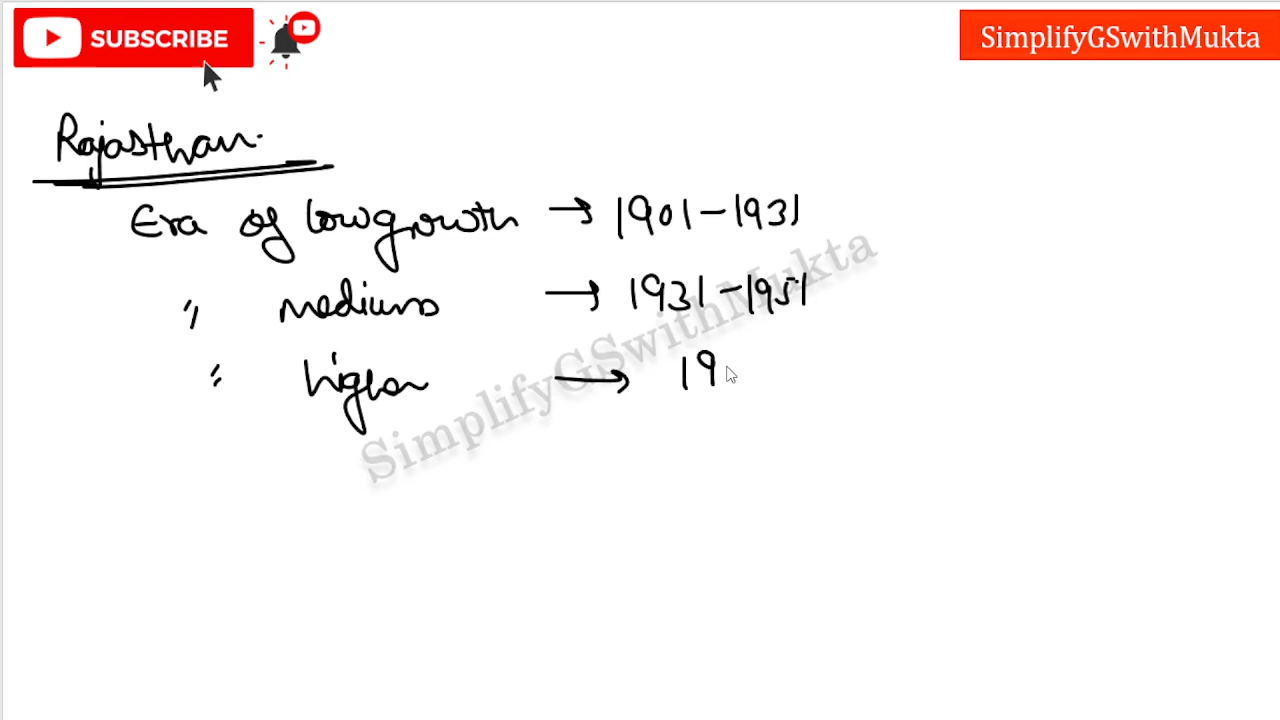 SUBSCRIBE
SimplifyGSwithMukta
Rajasthan
Era of low growth → 1901-1931
" medium → 1931-1951
" higher → 19
SimplifyGSwithMukta